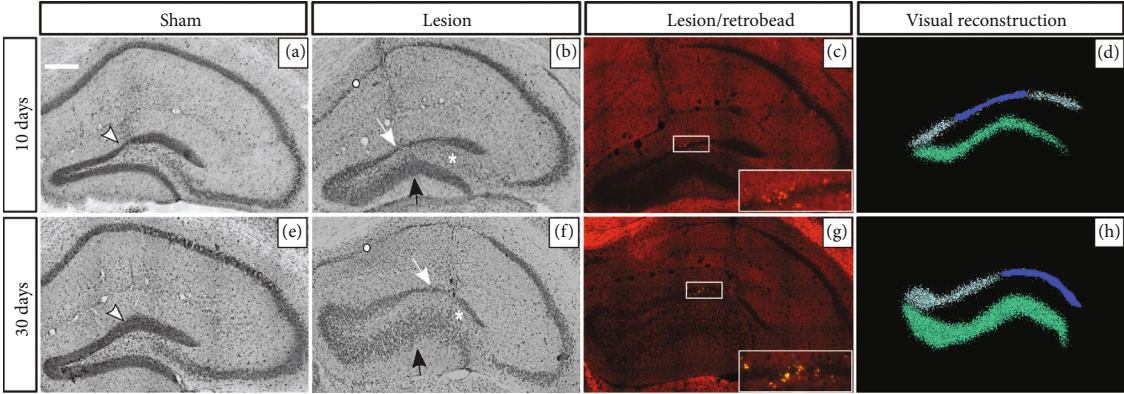 Sham
Lesion
Lesion/retrobead
Visual reconstruction
10 days
(a)
(b)
*
(c)
(d)
30 days
(e)
(f)
*
(g)
(h)